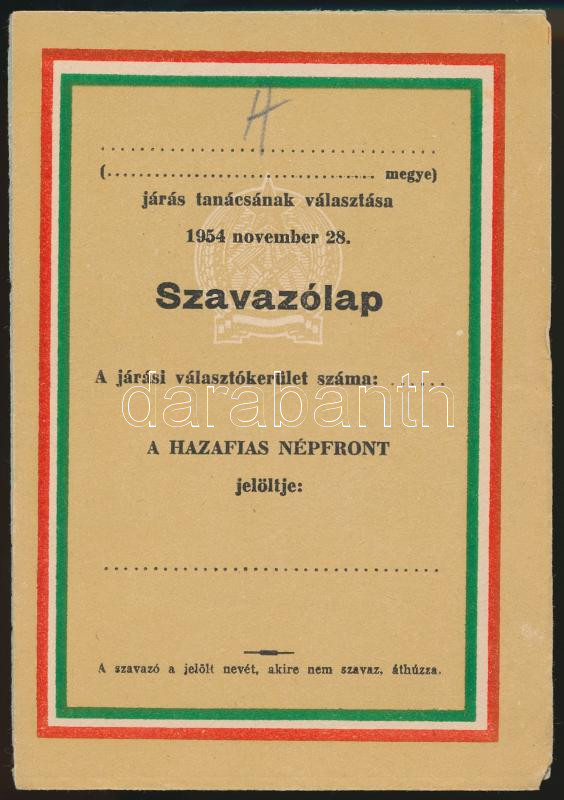 H
..................................
(................................ megye)
járás tanácsának választása
1954 november 28.
Szavazólap
A járási választókerület száma: ......
darabanth
A HAZAFIAS NÉPFRONT
jelöltje:
..................................
A szavazó a jelölt nevét, akire nem szavaz, áthúzza.